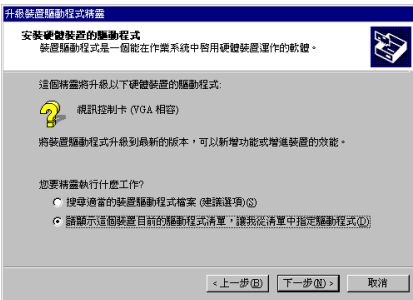 升級裝置驅動程式精靈
安裝硬體裝置的驅動程式
裝置驅動程式是一個能在作業系統中啓用硬體裝置運作的軟體。
這個精靈將升級以下硬體裝置的驅動程式:
視訊控制卡 (VGA 相容)
將裝置驅動程式升級到最新的版本，可以新增功能或增進裝置的效能。
您要精靈執行什麼工作?
搜尋適當的裝置驅動程式檔案 (建議選項)(S)
請顯示這個裝置目前的驅動程式清單，讓我從清單中指定驅動程式(D)
< 上一步(B) 下一步(N) > 取消